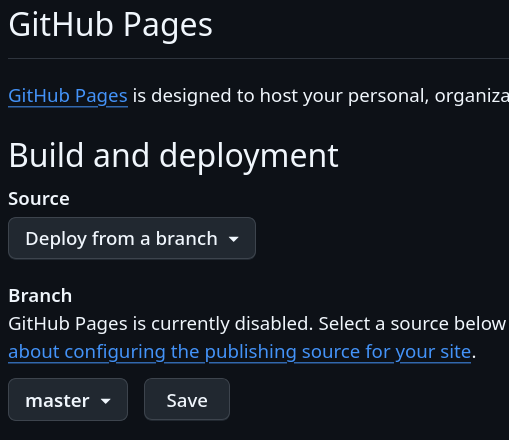 GitHub Pages
GitHub Pages is designed to host your personal, organiza
Build and deployment
Source
Deploy from a branch
Branch
GitHub Pages is currently disabled. Select a source below
about configuring the publishing source for your site.
master
Save